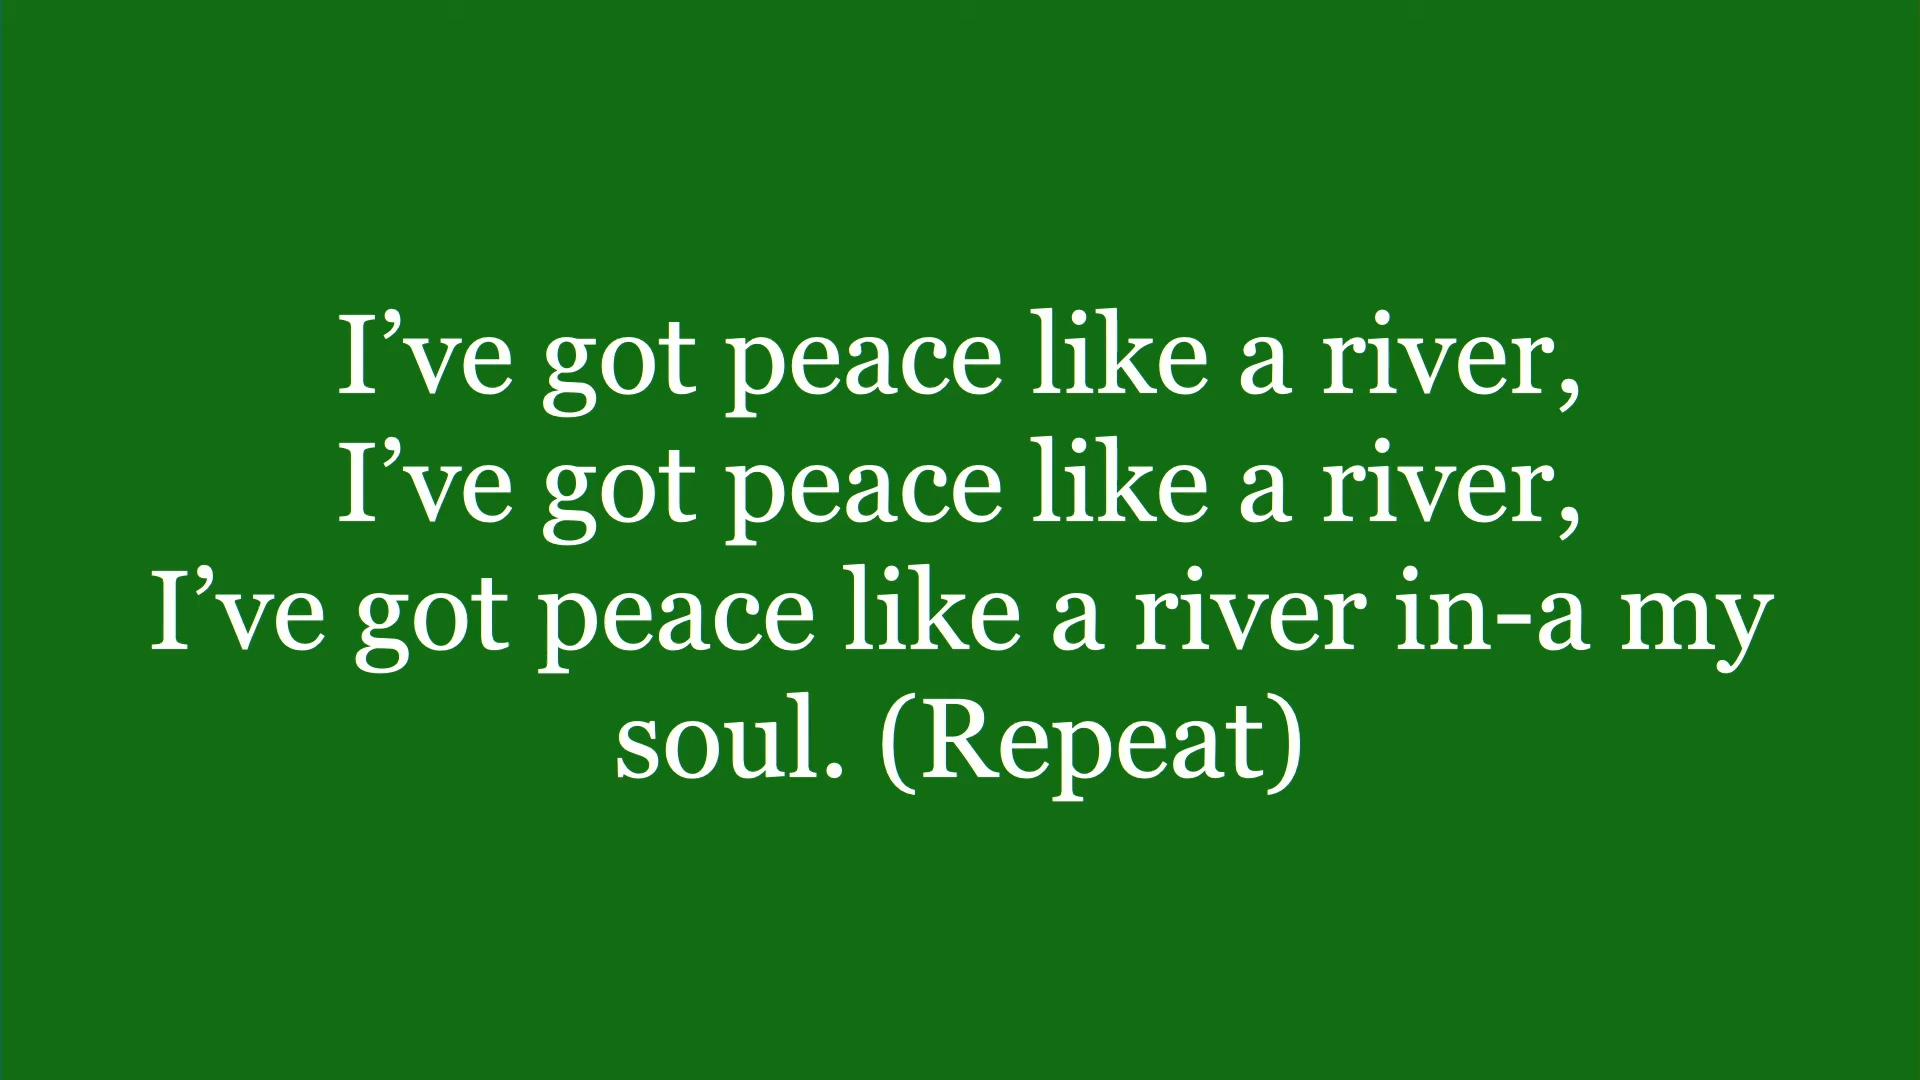 I’ve got peace like a river,
I’ve got peace like a river,
I’ve got peace like a river in-a my
soul. (Repeat)